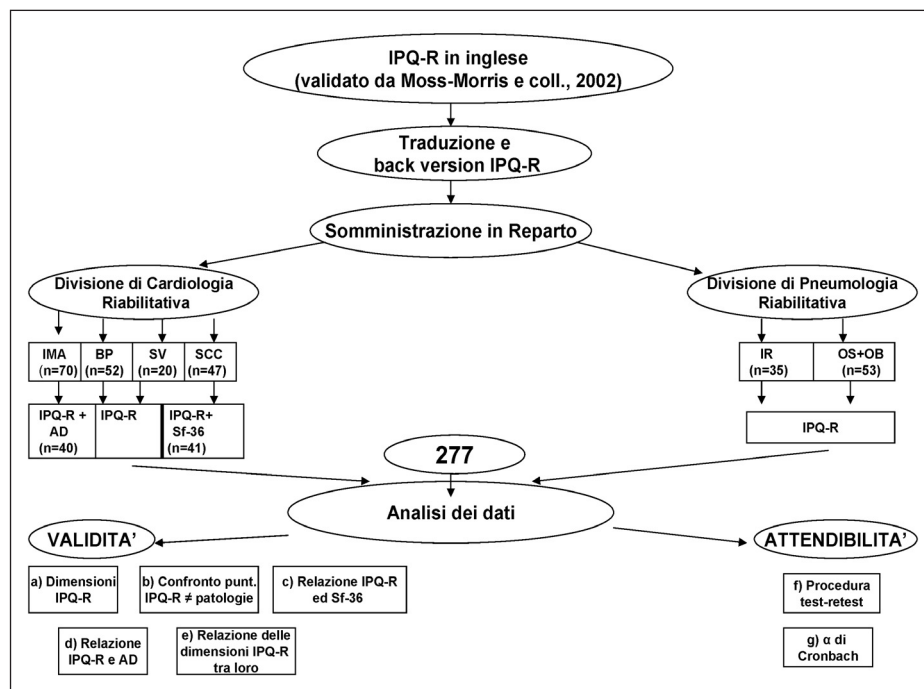 IPQ-R in inglese
(validato da Moss-Morris e coll., 2002)
Traduzione e
back version IPQ-R
Somministrazione in Reparto
Divisione di Cardiologia
Riabilitativa
Divisione di Pneumologia
Riabilitativa
IMA
(n=70)
BP
(n=52)
SV
(n=20)
SCC
(n=47)
IR
(n=35)
OS+OB
(n=53)
IPQ-R +
AD
(n=40)
IPQ-R
IPQ-R+
Sf-36
(n=41)
IPQ-R
277
Analisi dei dati
VALIDITA’
ATTENDIBILITA’
a) Dimensioni
IPQ-R
b) Confronto punt.
IPQ-R ≠ patologie
c) Relazione IPQ-R
ed Sf-36
d) Relazione
IPQ-R e AD
e) Relazione delle
dimensioni IPQ-R
tra loro
f) Procedura
test-retest
g) α di
Cronbach